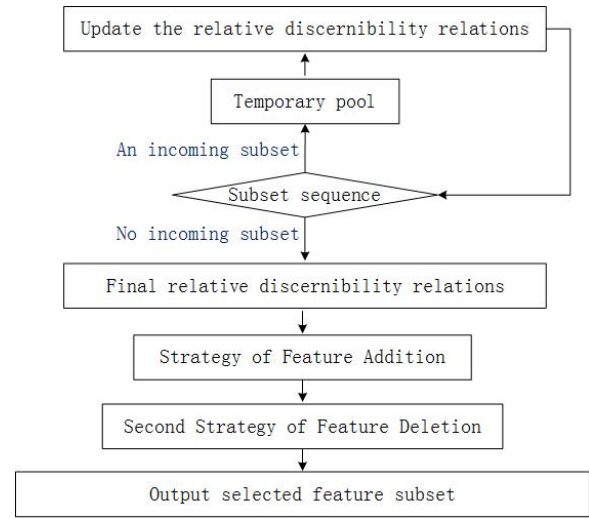 Update the relative discernibility relations
Temporary pool
An incoming subset
Subset sequence
No incoming subset
Final relative discernibility relations
Strategy of Feature Addition
Second Strategy of Feature Deletion
Output selected feature subset